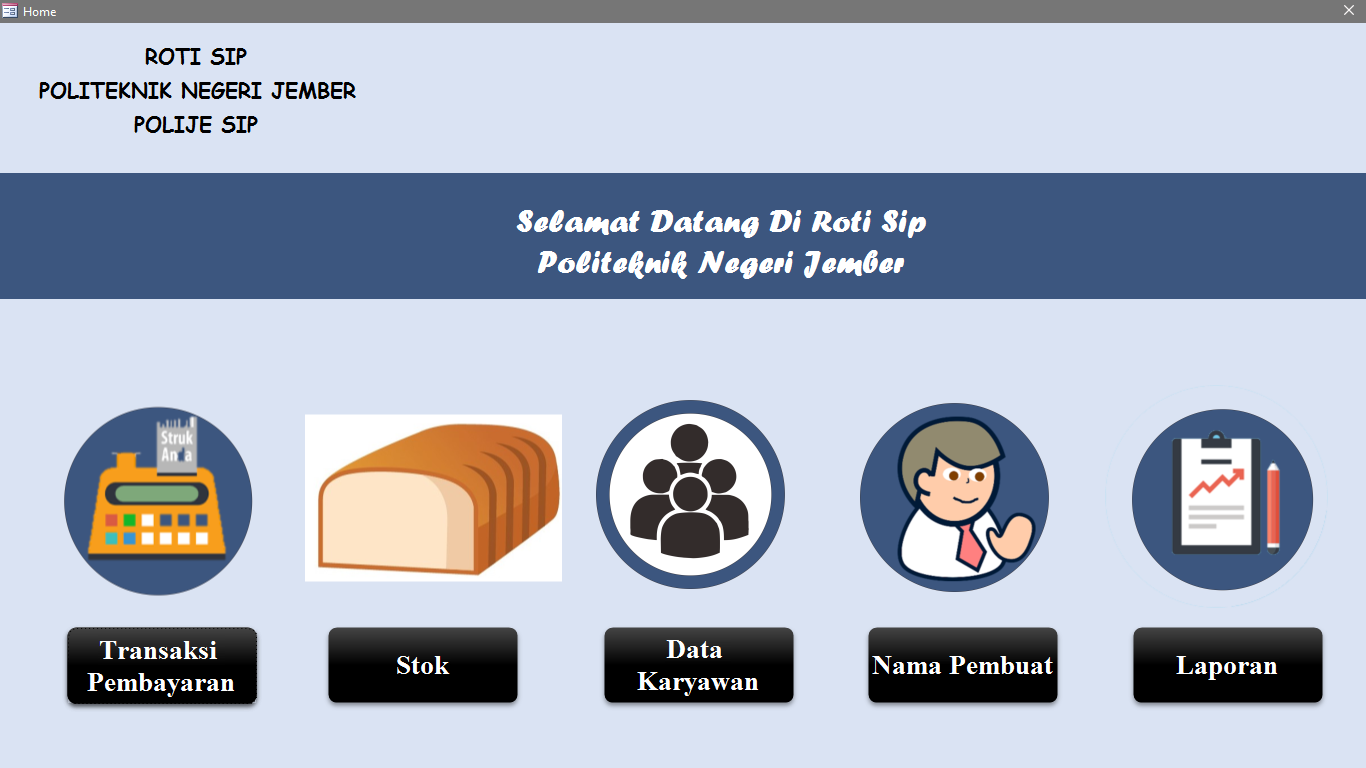 Home
ROTI SIP
POLITEKNIK NEGERI JEMBER
POLIJE SIP
Selamat Datang Di Roti Sip
Politeknik Negeri Jember
Struk
Anda
Transaksi
Pembayaran
Stok
Data
Karyawan
Nama Pembuat
Laporan